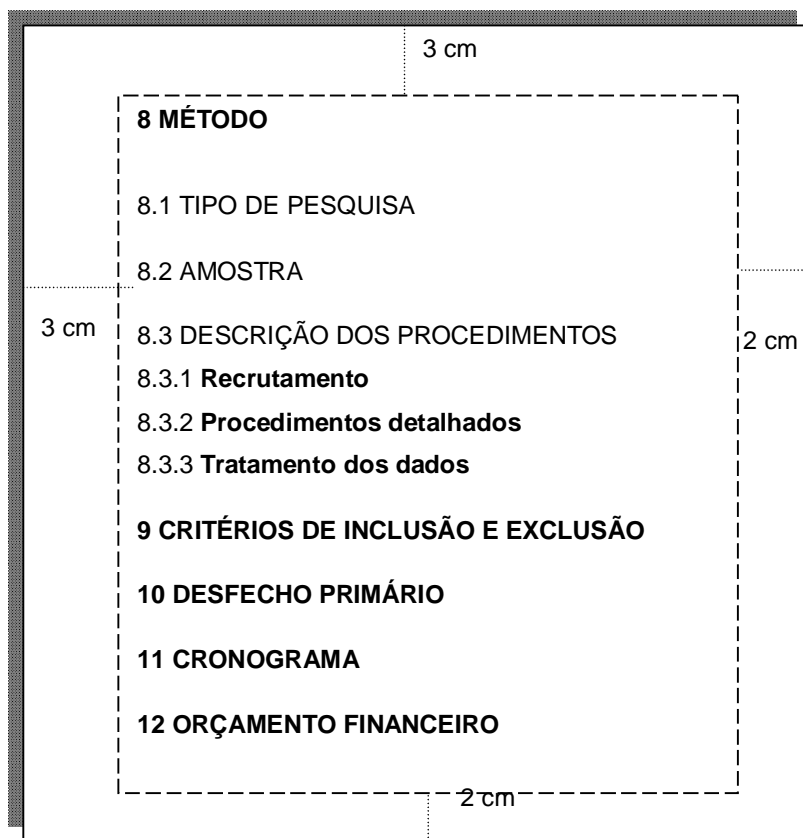 3 cm
8 MÉTODO
8.1 TIPO DE PESQUISA
8.2 AMOSTRA
3 cm
8.3 DESCRIÇÃO DOS PROCEDIMENTOS
2 cm
8.3.1 Recrutamento
8.3.2 Procedimentos detalhados
8.3.3 Tratamento dos dados
9 CRITÉRIOS DE INCLUSÃO E EXCLUSÃO
10 DESFECHO PRIMÁRIO
11 CRONOGRAMA
12 ORÇAMENTO FINANCEIRO
2 cm